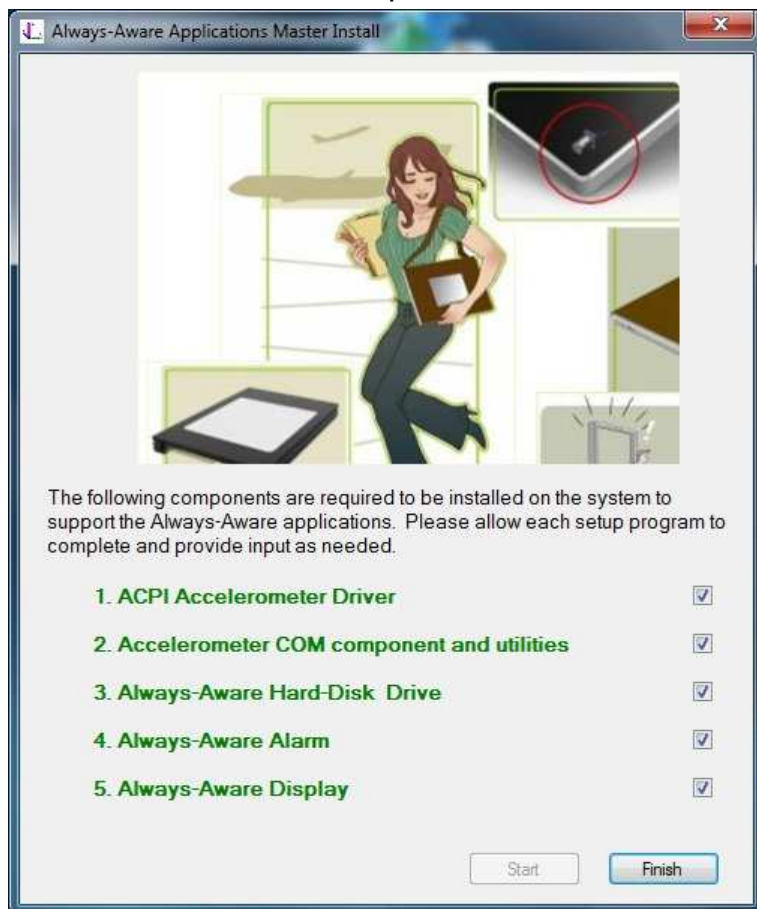 Always-Aware Applications Master Install
The following components are required to be installed on the system to
support the Always-Aware applications. Please allow each setup program to
complete and provide input as needed.
1. ACPI Accelerometer Driver
2. Accelerometer COM component and utilities
3. Always-Aware Hard-Disk Drive
4. Always-Aware Alarm
5. Always-Aware Display
Start
Finish